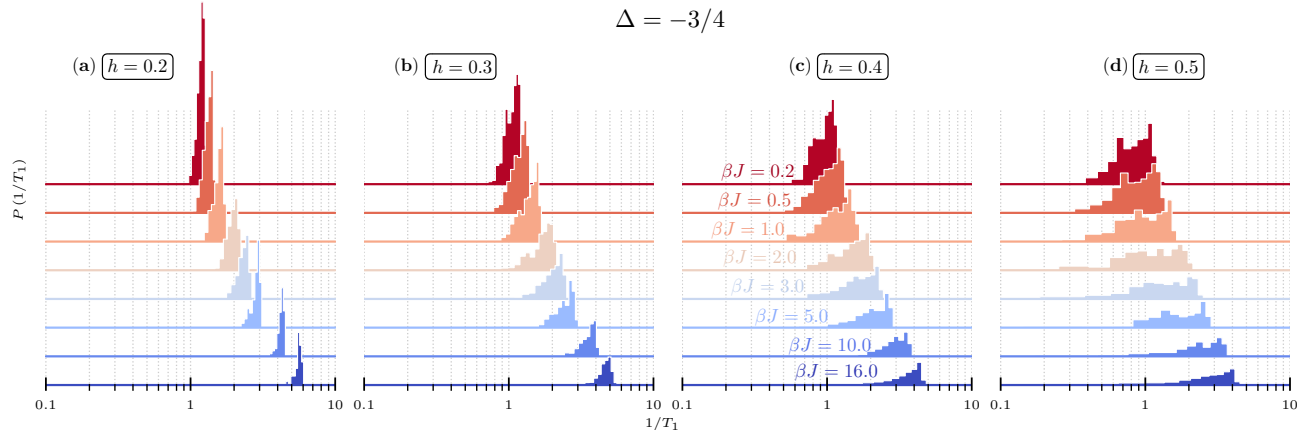 Δ = −3/4
(a) h = 0.2
(b) h = 0.3
(c) h = 0.4
(d) h = 0.5
P (1/T₁)
βJ = 0.2
βJ = 0.5
βJ = 1.0
βJ = 2.0
βJ = 3.0
βJ = 5.0
βJ = 10.0
βJ = 16.0
0.1 1 10
0.1 1 10
0.1 1 10
0.1 1 10
1/T₁